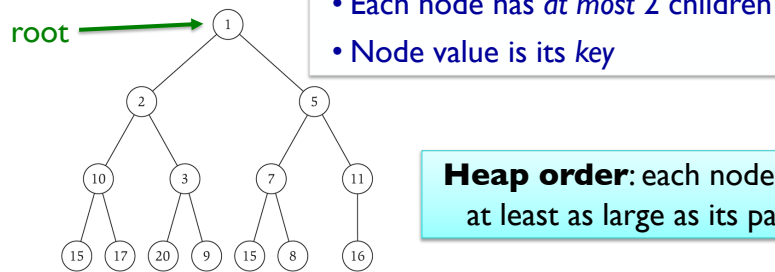 • Each node has at most 2 children
root
• Node value is its key
1
2
5
10
3
7
11
Heap order: each node
at least as large as its
15
17
20
9
15
8
16